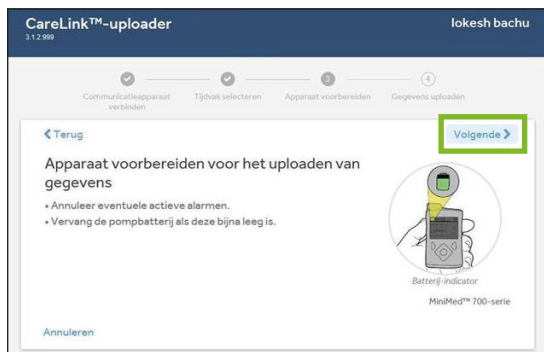 CareLink™-uploader
lokesh bachu
3.1.2.999
4
Communicatieapparaat
verbinden
Tijdvak selecteren
3
Apparaat voorbereiden
Gegevens uploaden
Terug
Volgende
Apparaat voorbereiden voor het uploaden van
gegevens
• Annuleer eventuele actieve alarmen.
• Vervang de pompbatterij als deze bijna leeg is.
Batterij-indicator
MiniMed™ 700-serie
Annuleren